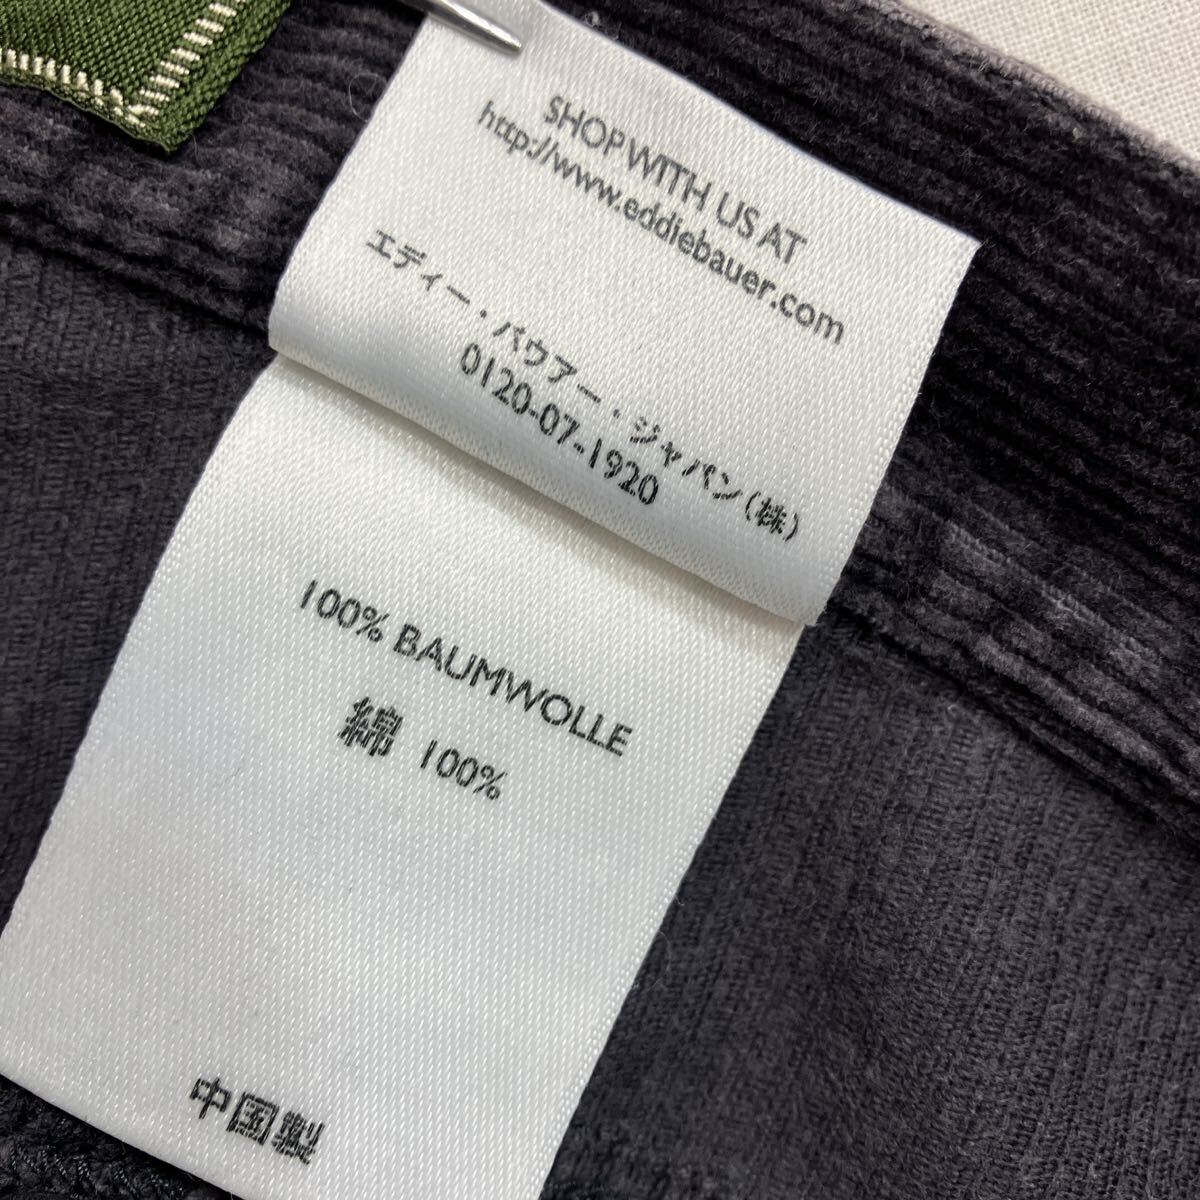 SHOP WITH US AT
http://www.eddiebauer.com
エディー・バウアー・ジャパン(株)
0120-07-1920
100% BAUMWOLLE
綿 100%
中国製